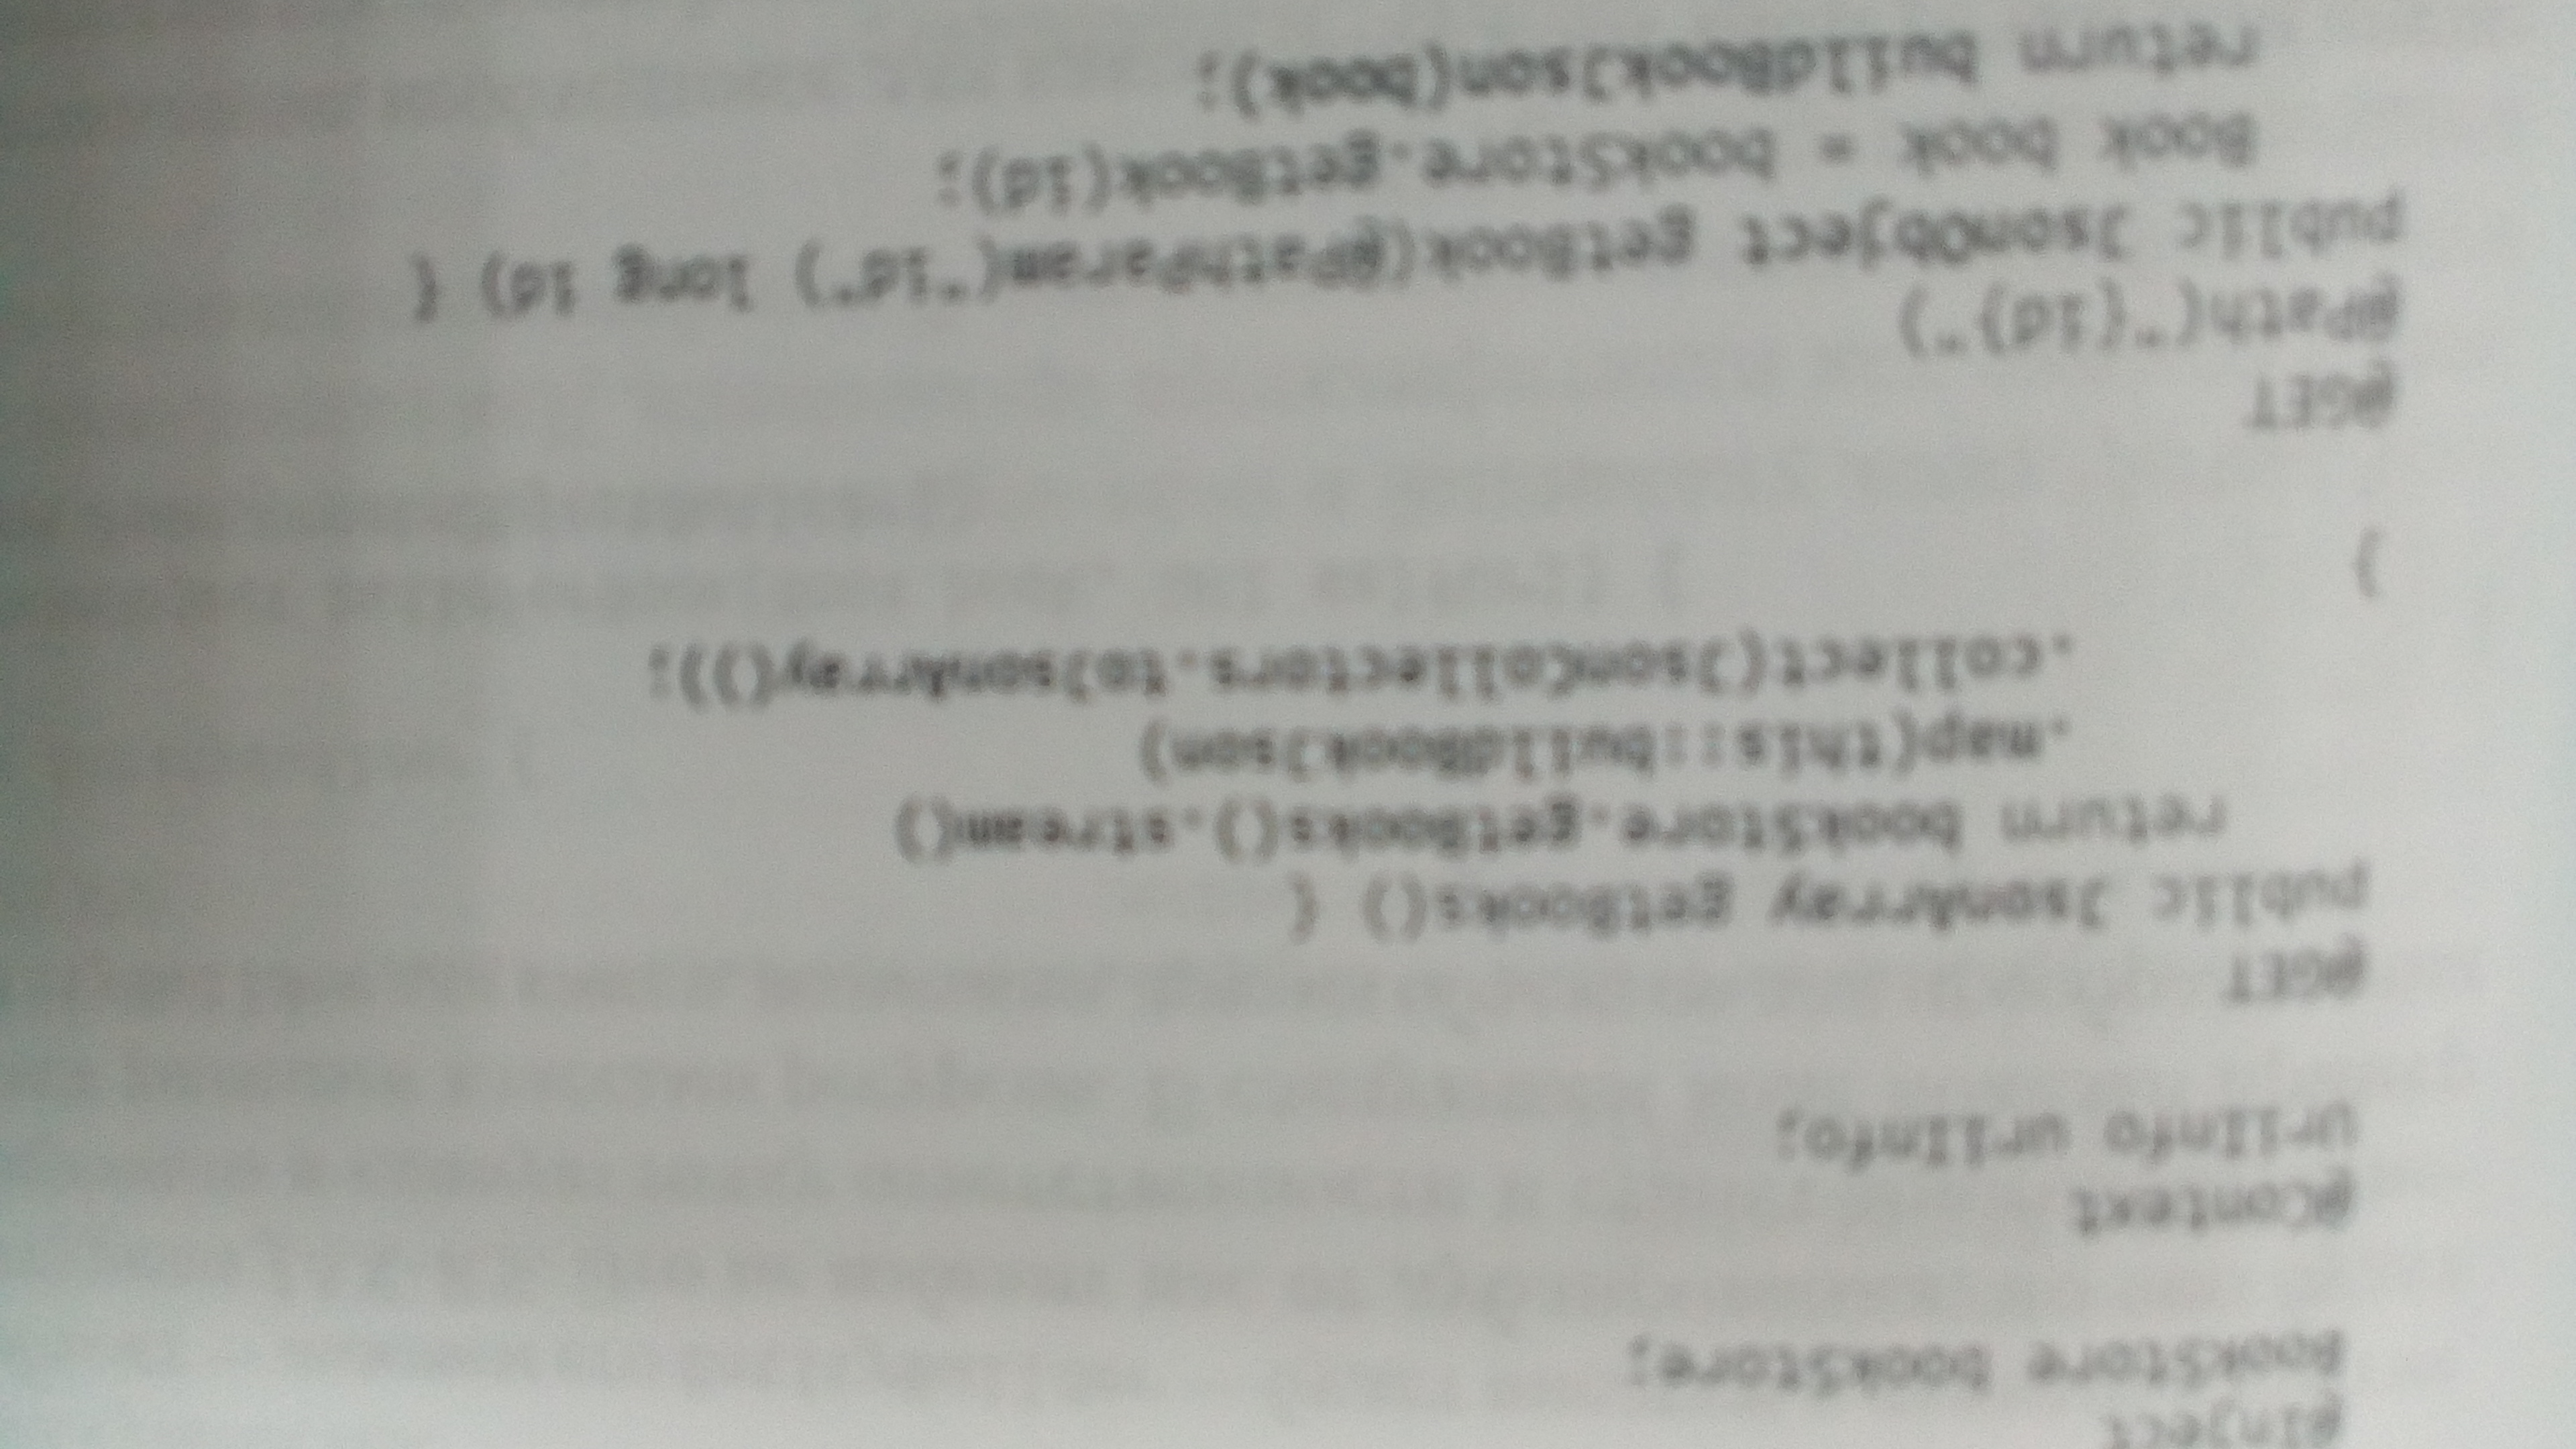 @Inject
BookStore bookStore;
@Context
UriInfo uriInfo;
@GET
public JsonArray getBooks() {
return bookStore.getBooks().stream()
.map(this::buildBookJson)
.collect(JsonCollectors.toJsonArray());
}
@GET
@Path("{id}")
public JsonObject getBook(@PathParam("id") long id) {
Book book = bookStore.getBook(id);
return buildBookJson(book);